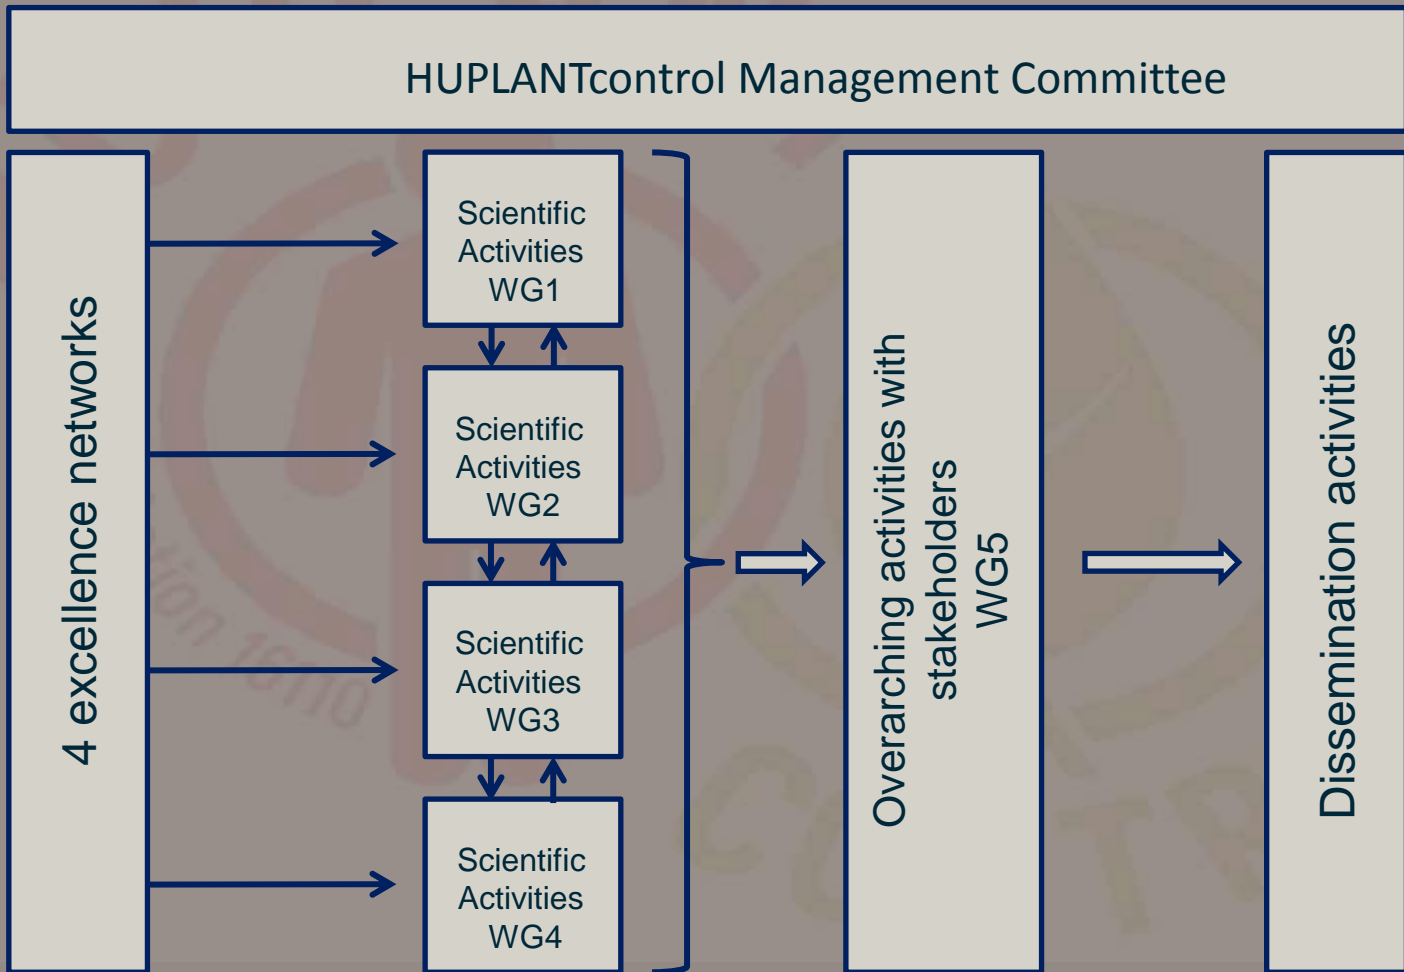 HUPLANTcontrol Management Committee
4 excellence networks
Scientific
Activities
WG1
Scientific
Activities
WG2
Scientific
Activities
WG3
Scientific
Activities
WG4
Overarching activities with
stakeholders
WG5
Dissemination activities
16110